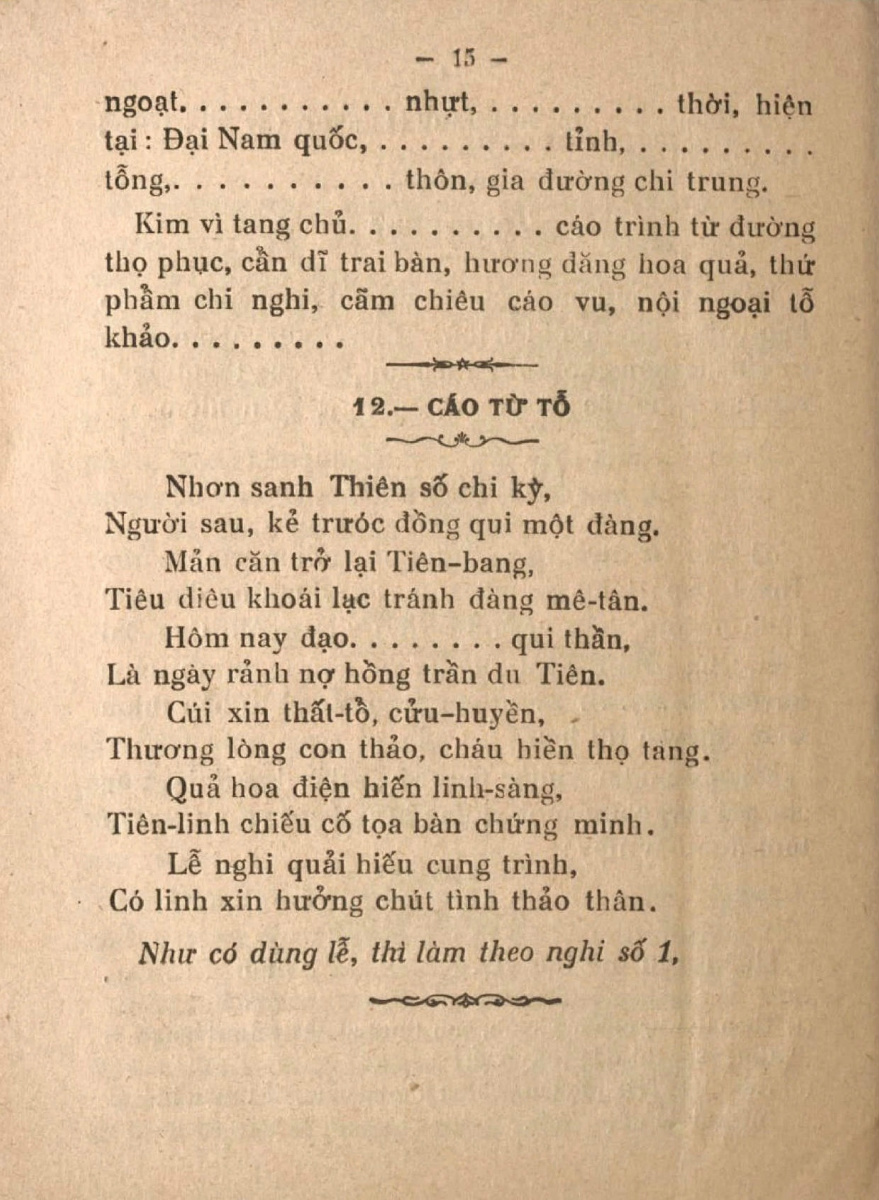 — 15 —
ngoạt. . . . . . . . . . . nhựt, . . . . . . . . . thời, hiện
tại : Đại Nam quốc, . . . . . . . . . tỉnh, . . . . . . . . .
tổng,. . . . . . . . . . thôn, gia đường chi trung.
Kim vì tang chủ. . . . . . . . . . cáo trình từ đường
thọ phục, cẩn dĩ trai bàn, hương đăng hoa quả, thứ
phẩm chi nghi, cẩm chiêu cáo vu, nội ngoại tổ
khảo. . . . . . . . .
12.— CÁO TỪ TỔ
Nhơn sanh Thiên số chi kỳ,
Người sau, kẻ trước đồng qui một đàng.
Mản căn trở lại Tiên-bang,
Tiêu diêu khoái lạc tránh đàng mê-tân.
Hôm nay đạo. . . . . . . . qui thần,
Là ngày rảnh nợ hồng trần du Tiên.
Cúi xin thất-tổ, cửu-huyền,
Thương lòng con thảo, cháu hiền thọ tang.
Quả hoa điện hiến linh-sàng,
Tiên-linh chiếu cố tọa bàn chứng minh.
Lễ nghi quải hiếu cung trình,
Có linh xin hưởng chút tình thảo thân.
Như có dùng lễ, thì làm theo nghi số 1,